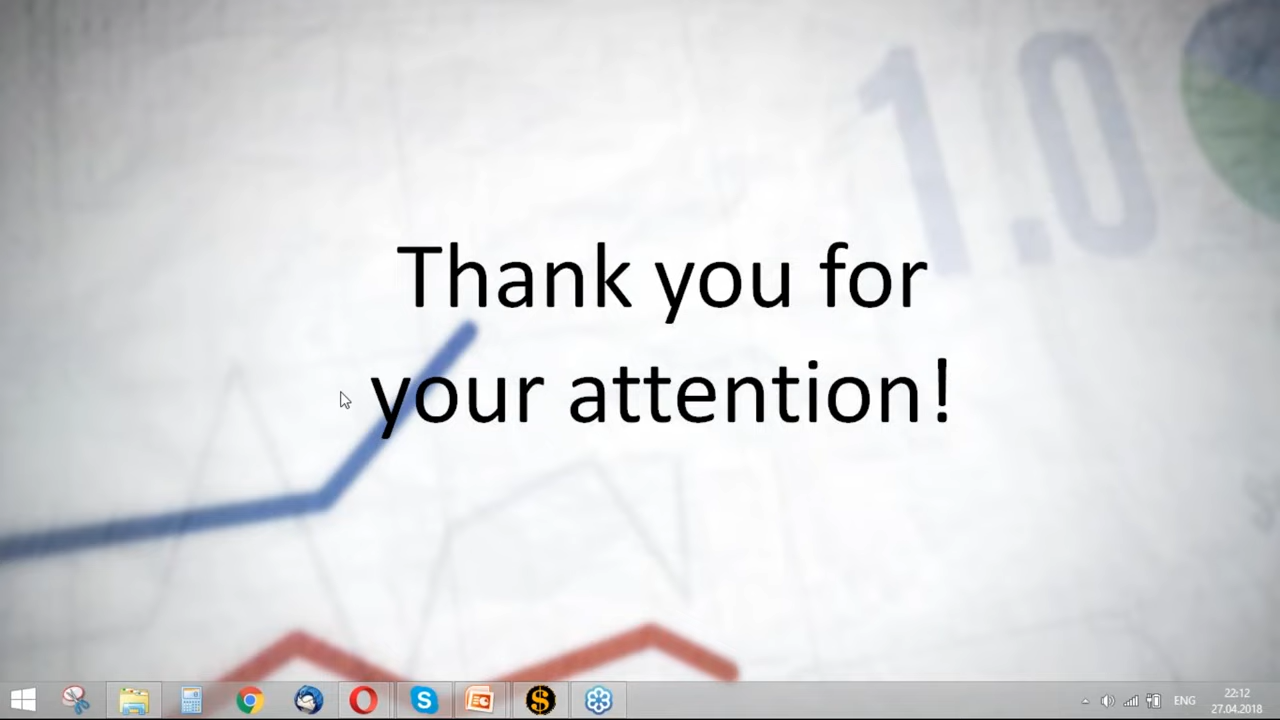 1.0
Thank you for
your attention!
ENG
22:12
27.04.2018